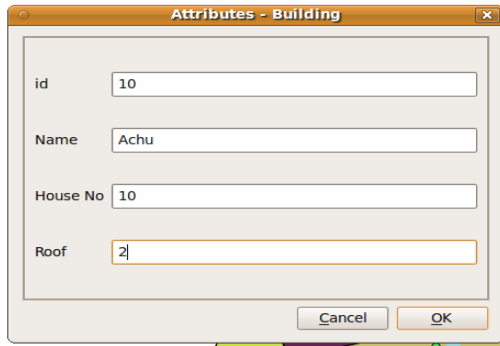 Attributes - Building
id 10
Name Achu
House No 10
Roof 2
Cancel OK